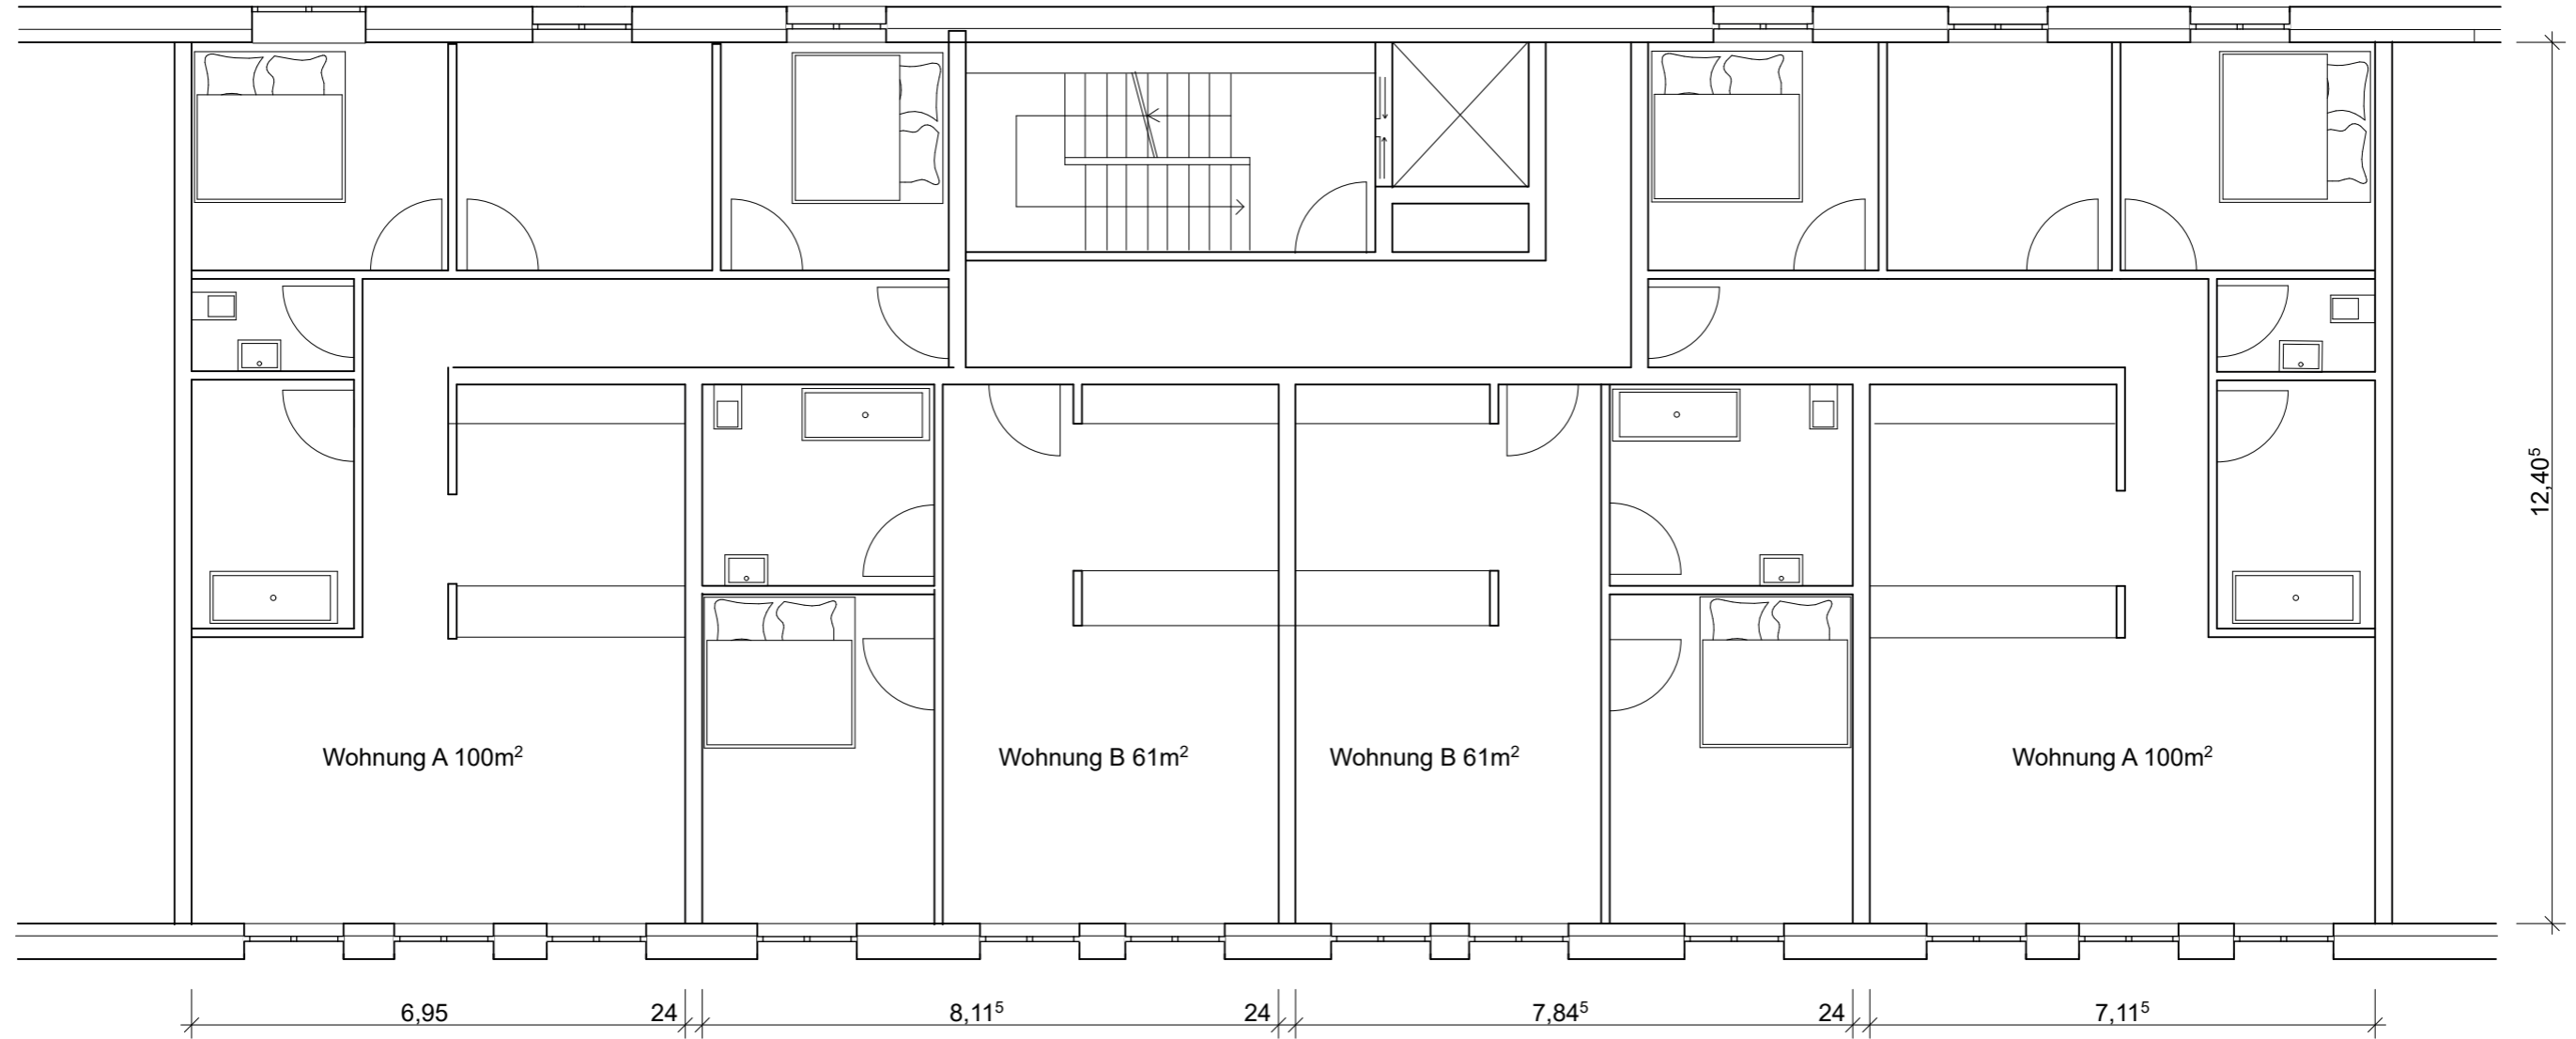 12,40⁵
Wohnung A 100m²
Wohnung B 61m²
Wohnung B 61m²
Wohnung A 100m²
6,95
24
8,11⁵
24
7,84⁵
24
7,11⁵